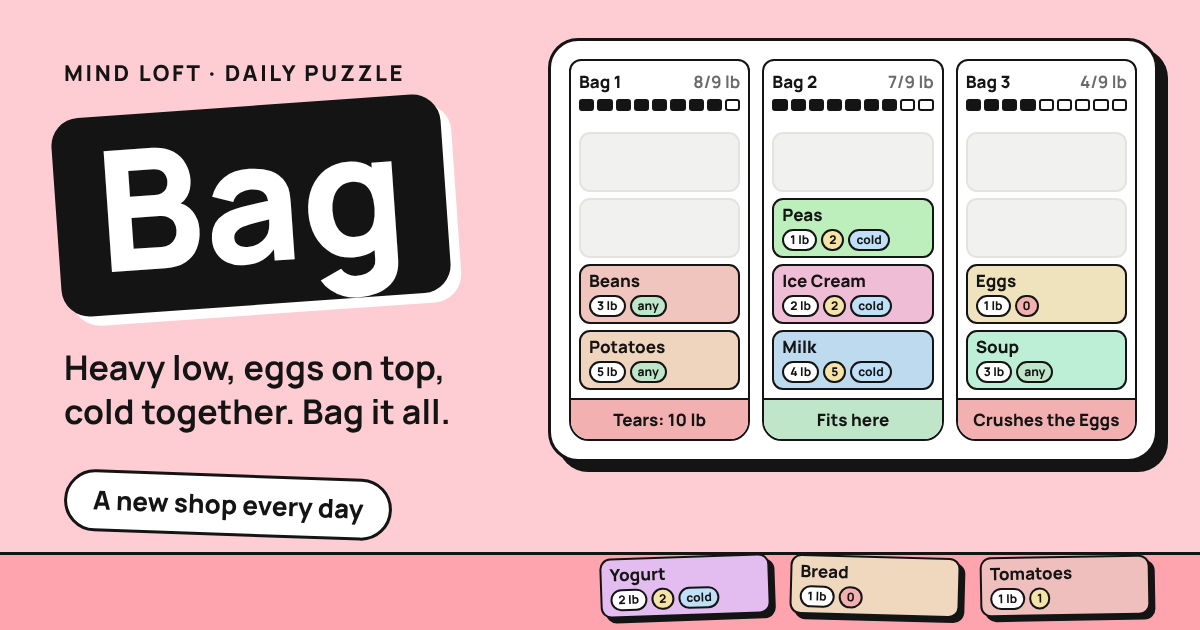 MIND LOFT · DAILY PUZZLE
Bag
Heavy low, eggs on top,
cold together. Bag it all.
A new shop every day
Bag 1 8/9 lb
Beans
3 lb any
Potatoes
5 lb any
Tears: 10 lb
Bag 2 7/9 lb
Peas
1 lb 2 cold
Ice Cream
2 lb 2 cold
Milk
4 lb 5 cold
Fits here
Bag 3 4/9 lb
Eggs
1 lb 0
Soup
3 lb any
Crushes the Eggs
Yogurt
2 lb 2 cold
Bread
1 lb 0
Tomatoes
1 lb 1